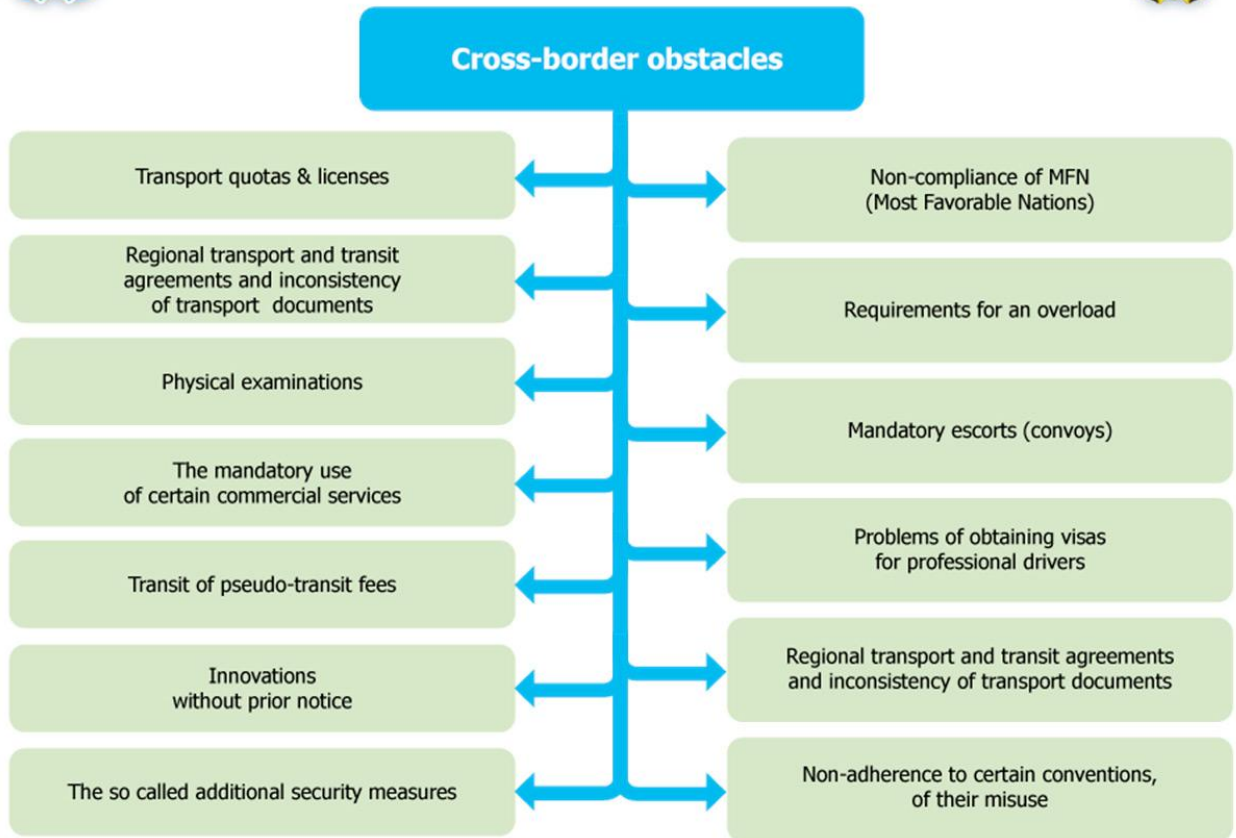 Cross-border obstacles
Transport quotas & licenses
Regional transport and transit
agreements and inconsistency
of transport documents
Physical examinations
The mandatory use
of certain commercial services
Transit of pseudo-transit fees
Innovations
without prior notice
The so called additional security measures
Non-compliance of MFN
(Most Favorable Nations)
Requirements for an overload
Mandatory escorts (convoys)
Problems of obtaining visas
for professional drivers
Regional transport and transit agreements
and inconsistency of transport documents
Non-adherence to certain conventions,
of their misuse